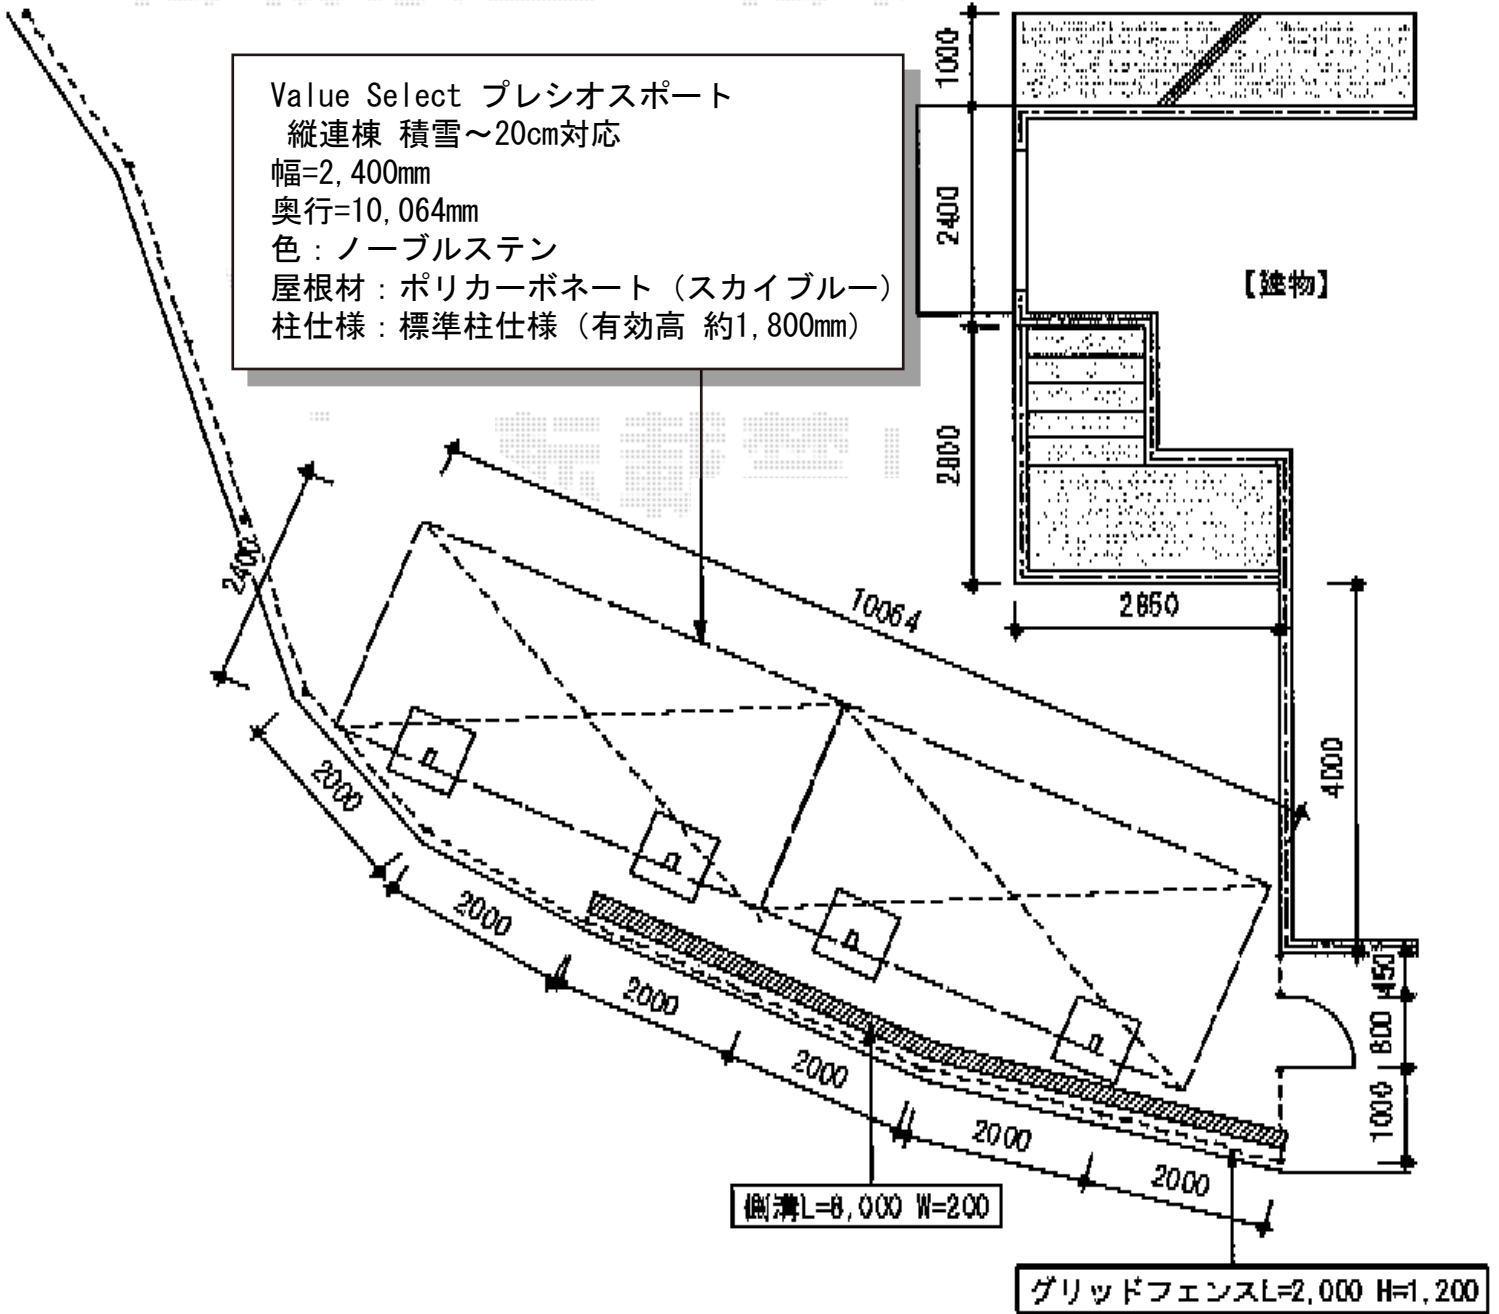 Value Select プレシオスポート
縦連棟 積雪～20cm対応
幅=2,400mm
奥行=10,064mm
色：ノーブルステン
屋根材：ポリカーボネート（スカイブルー）
柱仕様：標準柱仕様（有効高 約1,800mm）
1000
2400
【建物】
2800
2850
2400
10064
4000
2000
2000
2000
2000
2000
2000
450
800
1000
側溝L=8,000 W=200
グリッドフェンスL=2,000 H=1,200